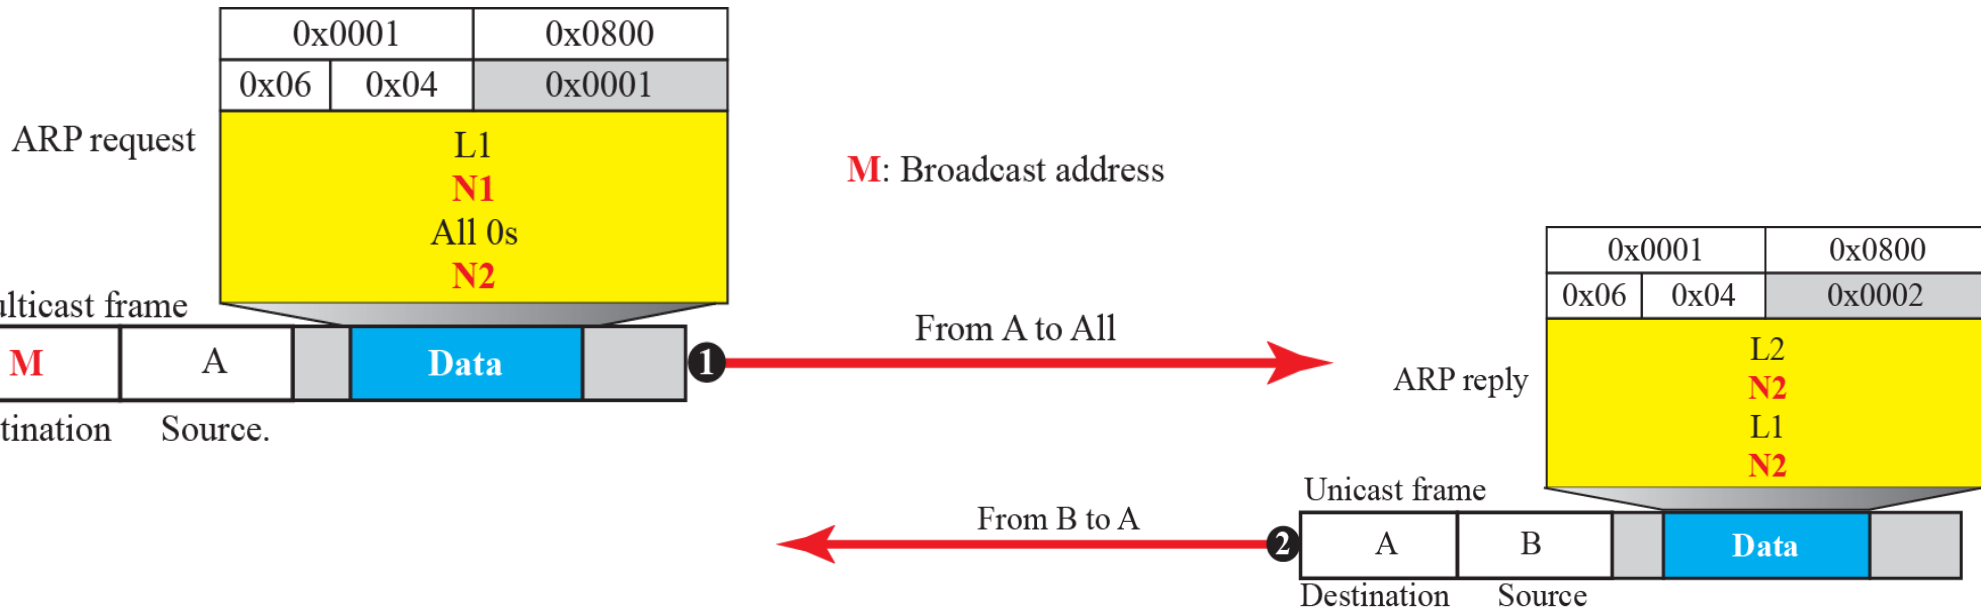 0x0001 0x0800
0x06 0x04 0x0001
ARP request
L1
N1
All 0s
N2
M: Broadcast address
ulticast frame
M A Data 1
tination Source.
From A to All
0x0001 0x0800
0x06 0x04 0x0002
ARP reply
L2
N2
L1
N2
Unicast frame
From B to A
2 A B Data
Destination Source